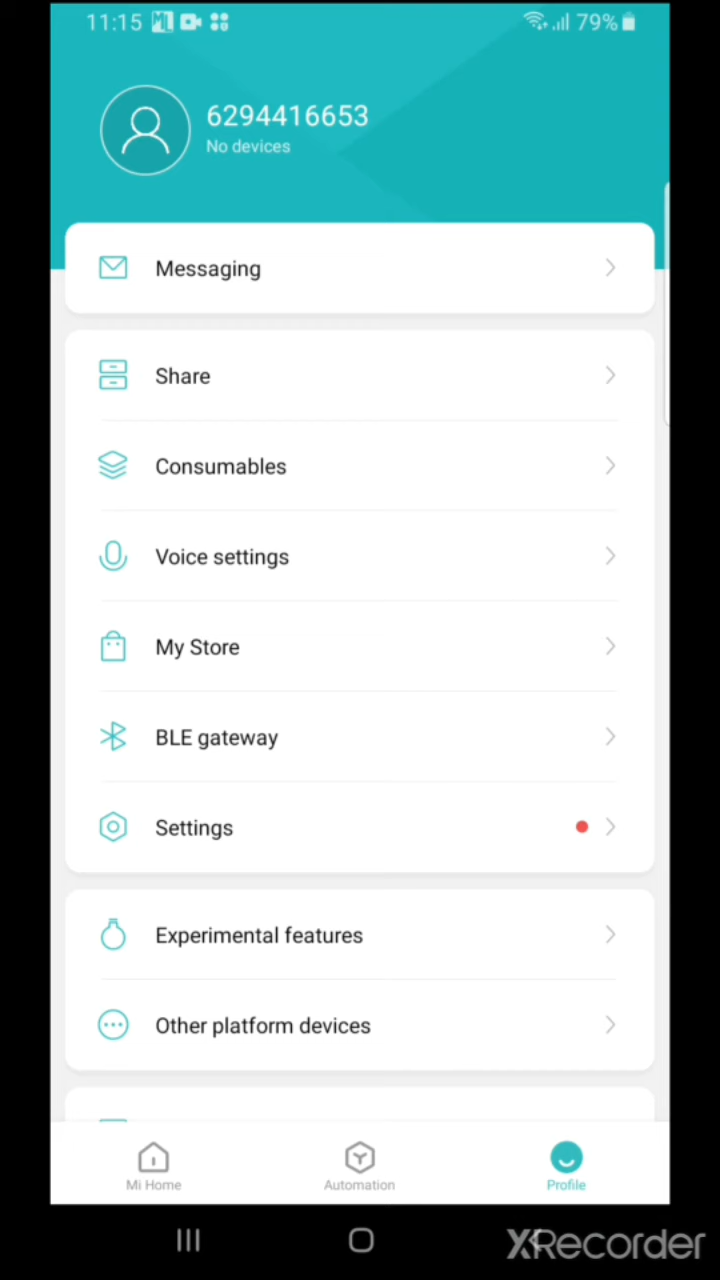 11:15
79%
6294416653
No devices
Messaging
Share
Consumables
Voice settings
My Store
BLE gateway
Settings
Experimental features
Other platform devices
Mi Home
Automation
Profile
XRecorder